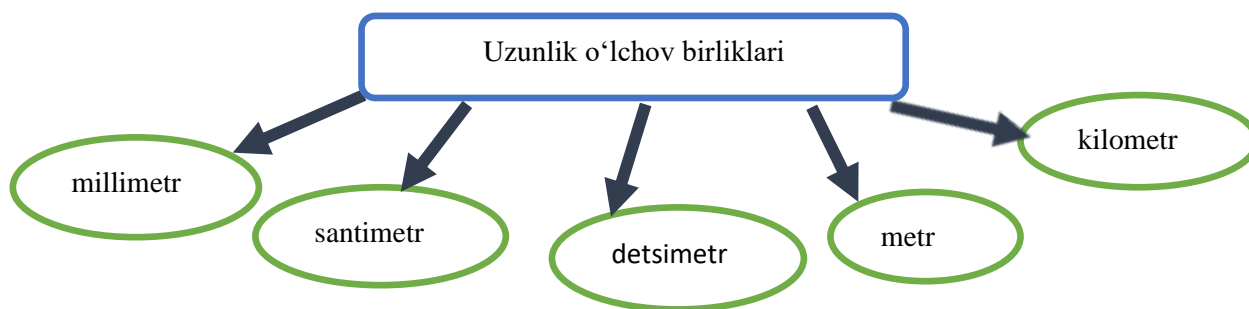 Uzunlik o‘lchov birliklari
millimetr
santimetr
detsimetr
metr
kilometr